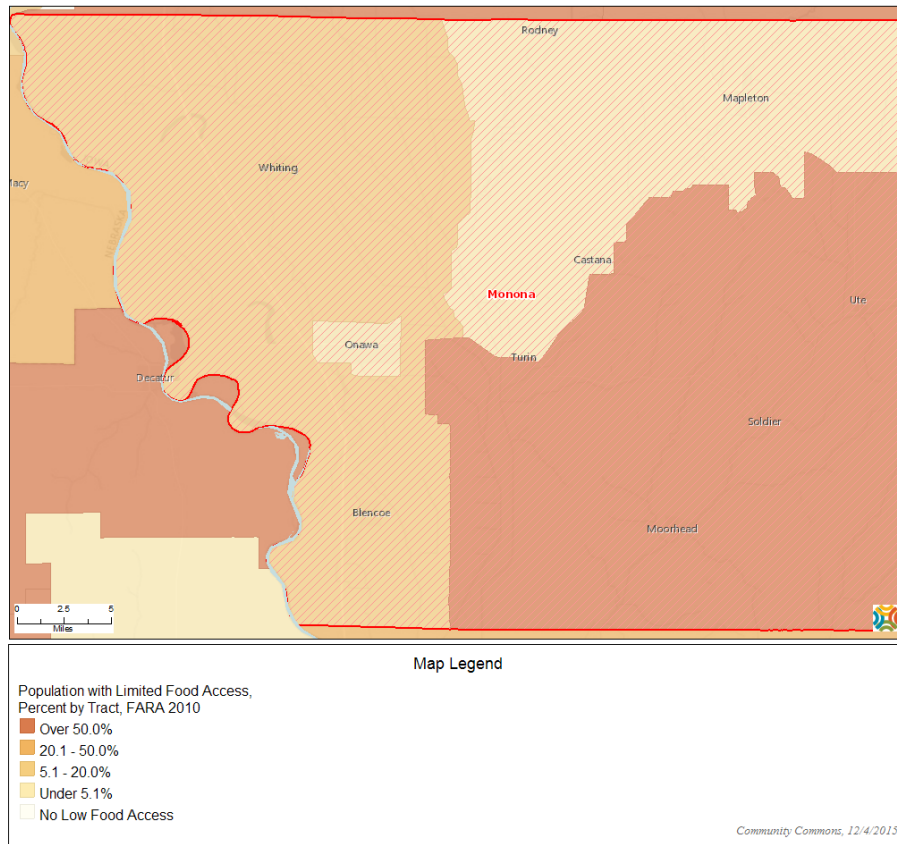 Rodney
Mapleton
Whiting
Macy
NEBRASKA
Castana
Monona
Ute
Onawa
Turin
Decatur
Soldier
Blencoe
Moorhead
0 2.5 5
Miles
Map Legend
Population with Limited Food Access,
Percent by Tract, FARA 2010
Over 50.0%
20.1 - 50.0%
5.1 - 20.0%
Under 5.1%
No Low Food Access
Community Commons, 12/4/2015